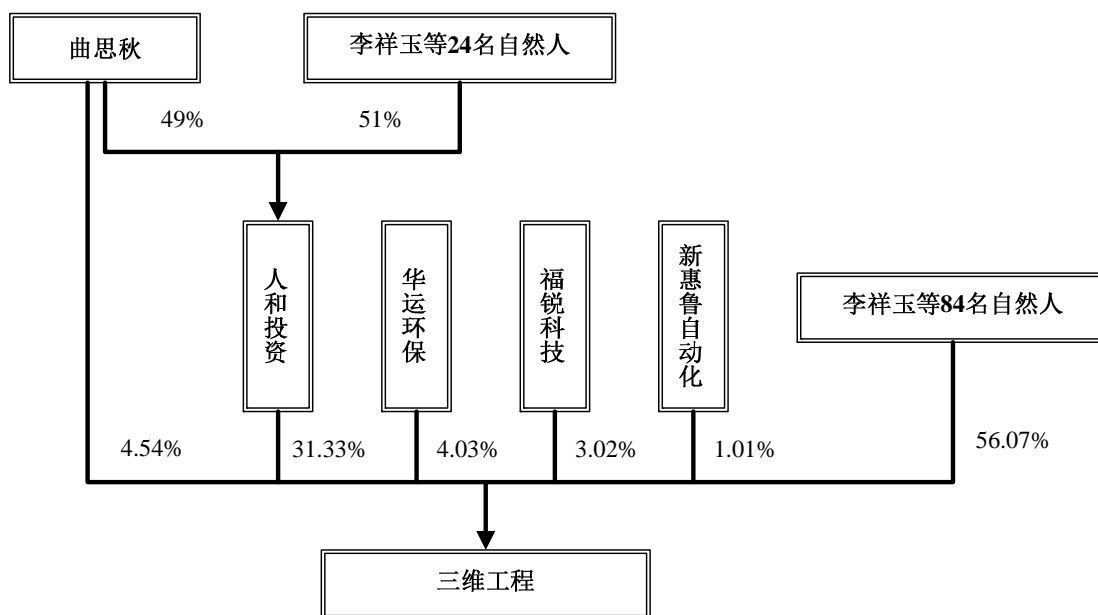 曲思秋
李祥玉等24名自然人
49%
51%
人和投资
华运环保
福锐科技
新惠鲁自动化
李祥玉等84名自然人
4.54%
31.33%
4.03%
3.02%
1.01%
56.07%
三维工程